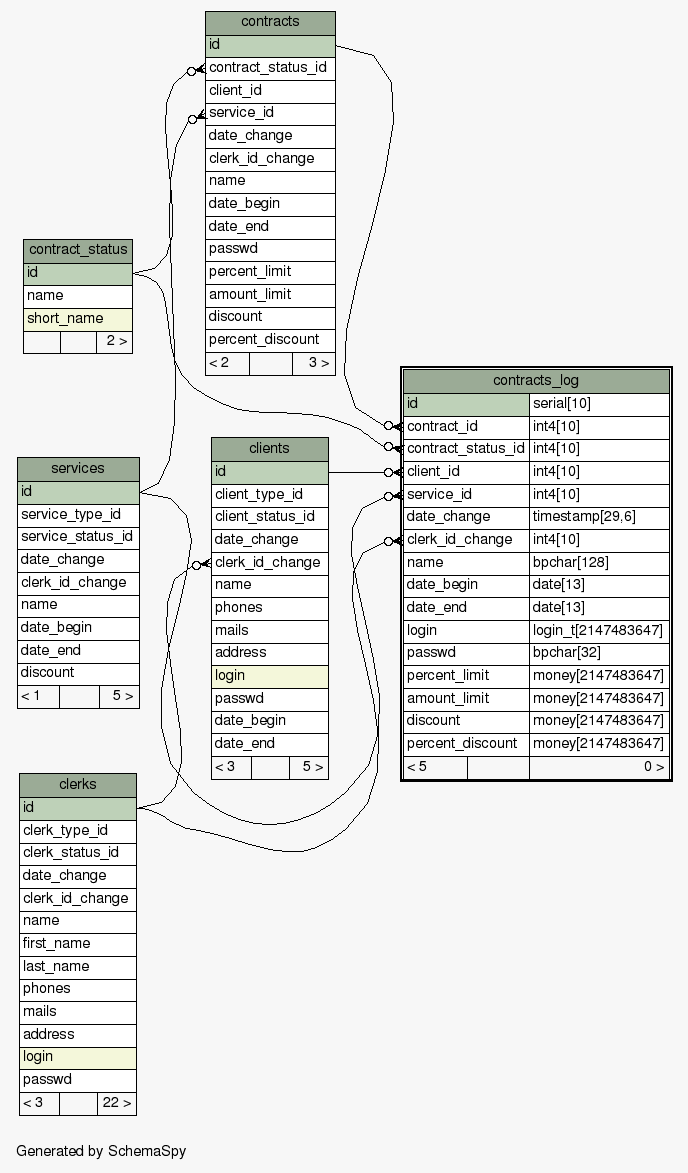 contracts
id
contract_status_id
client_id
service_id
date_change
clerk_id_change
name
date_begin
date_end
passwd
percent_limit
amount_limit
discount
percent_discount
< 2 3 >
contract_status
id
name
short_name
2 >
contracts_log
id serial[10]
contract_id int4[10]
contract_status_id int4[10]
client_id int4[10]
service_id int4[10]
date_change timestamp[29,6]
clerk_id_change int4[10]
name bpchar[128]
date_begin date[13]
date_end date[13]
login login_t[2147483647]
passwd bpchar[32]
percent_limit money[2147483647]
amount_limit money[2147483647]
discount money[2147483647]
percent_discount money[2147483647]
< 5 0 >
clients
id
client_type_id
client_status_id
date_change
clerk_id_change
name
phones
mails
address
login
passwd
date_begin
date_end
< 3 5 >
services
id
service_type_id
service_status_id
date_change
clerk_id_change
name
date_begin
date_end
discount
< 1 5 >
clerks
id
clerk_type_id
clerk_status_id
date_change
clerk_id_change
name
first_name
last_name
phones
mails
address
login
passwd
< 3 22 >
Generated by SchemaSpy